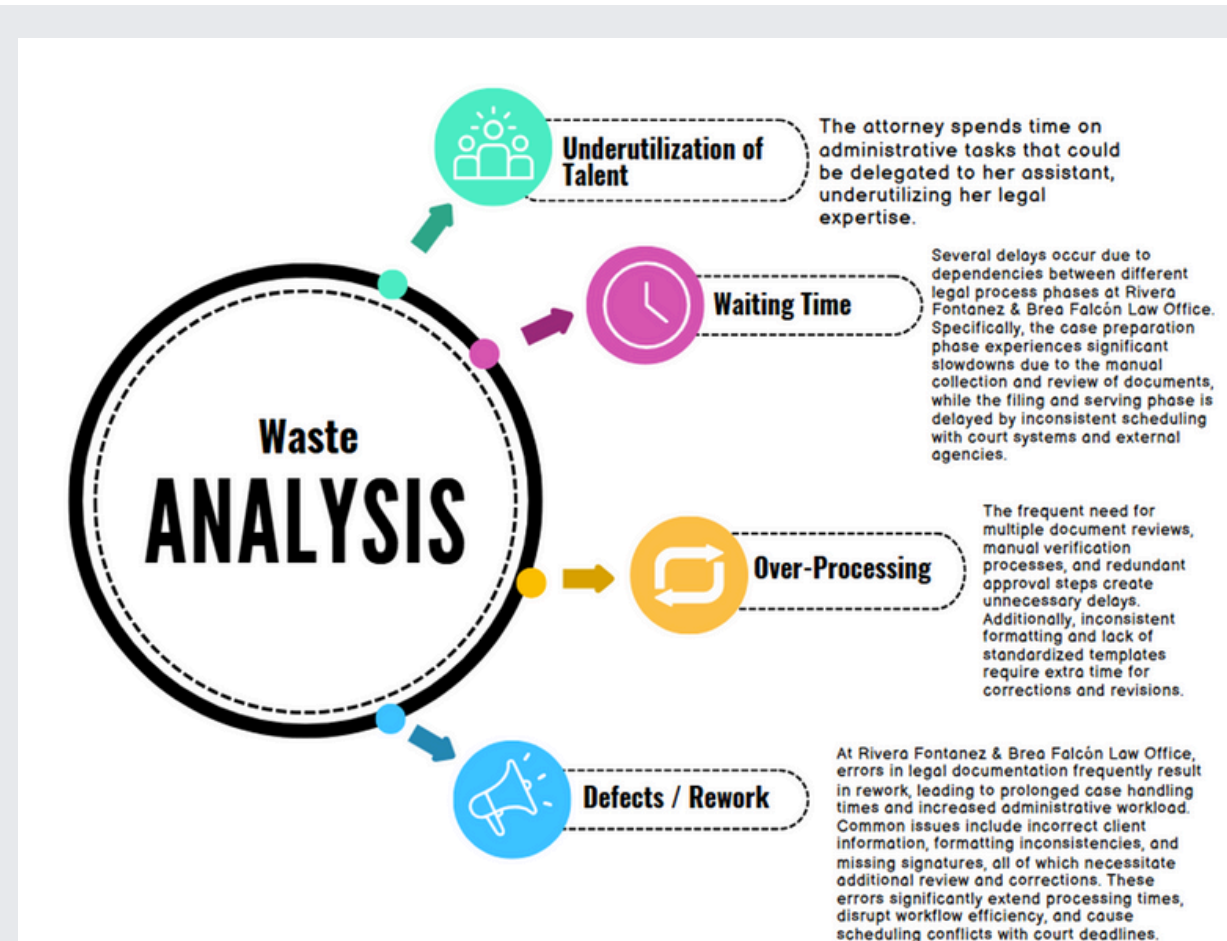 Waste
ANALYSIS
Underutilization of
Talent
The attorney spends time on
administrative tasks that could
be delegated to her assistant,
underutilizing her legal
expertise.
Waiting Time
Several delays occur due to
dependencies between different
legal process phases at Rivera
Fontanez & Brea Falcón Law Office.
Specifically, the case preparation
phase experiences significant
slowdowns due to the manual
collection and review of documents,
while the filing and serving phase is
delayed by inconsistent scheduling
with court systems and external
agencies.
Over-Processing
The frequent need for
multiple document reviews,
manual verification
processes, and redundant
approval steps create
unnecessary delays.
Additionally, inconsistent
formatting and lack of
standardized templates
require extra time for
corrections and revisions.
Defects / Rework
At Rivera Fontanez & Brea Falcón Law Office,
errors in legal documentation frequently result
in rework, leading to prolonged case handling
times and increased administrative workload.
Common issues include incorrect client
information, formatting inconsistencies, and
missing signatures, all of which necessitate
additional review and corrections. These
errors significantly extend processing times,
disrupt workflow efficiency, and cause
scheduling conflicts with court deadlines.